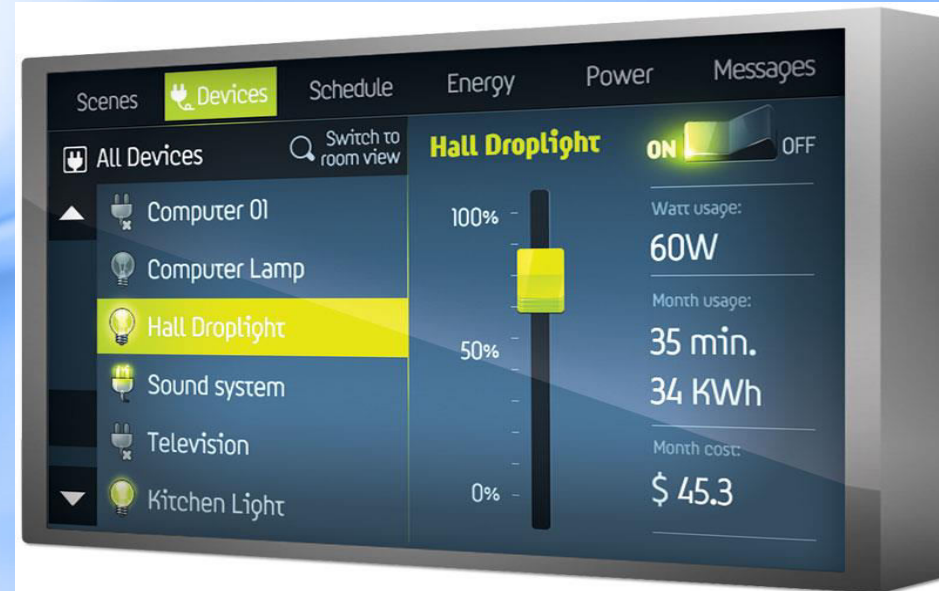 Scenes
Devices
Schedule
Energy
Power
Messages
All Devices
Switch to
room view
Computer 01
Computer Lamp
Hall Droplight
Sound system
Television
Kitchen Light
Hall Droplight
ON
OFF
100%
50%
0%
Watt usage:
60W
Month usage:
35 min.
34 KWh
Month cost:
$ 45.3